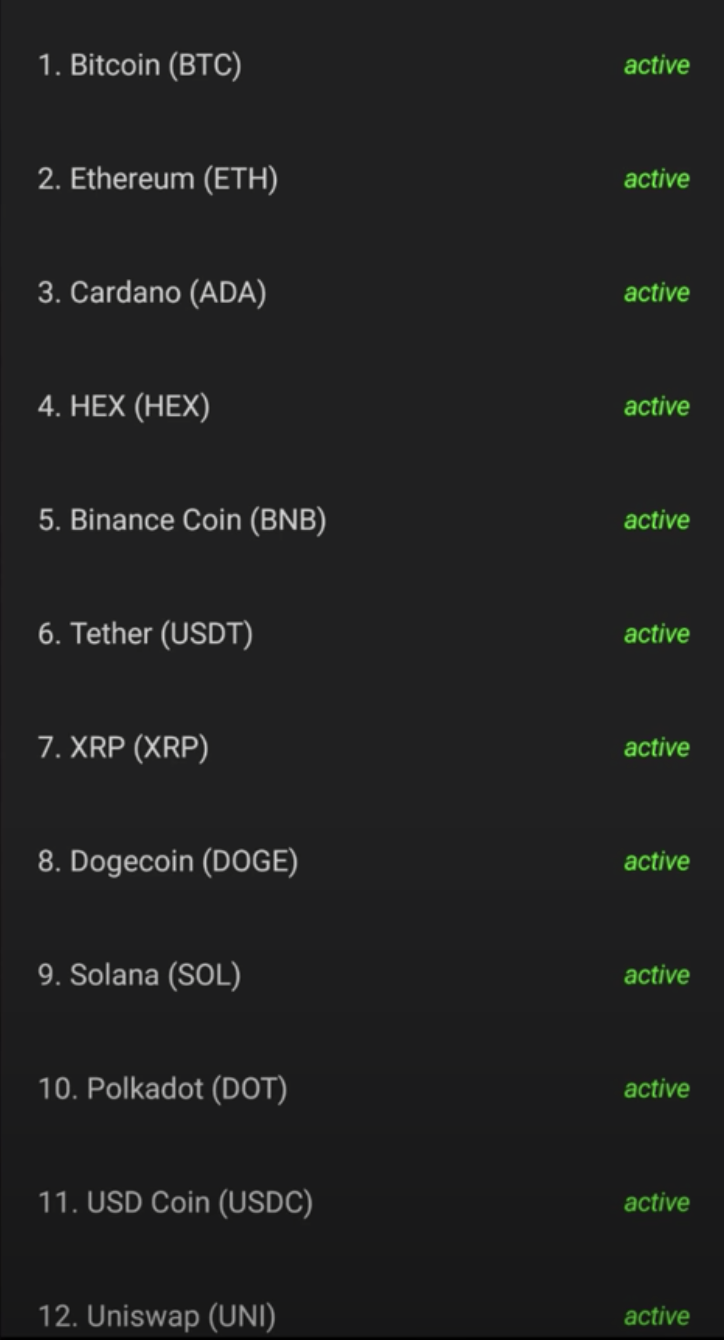 1. Bitcoin (BTC) active
2. Ethereum (ETH) active
3. Cardano (ADA) active
4. HEX (HEX) active
5. Binance Coin (BNB) active
6. Tether (USDT) active
7. XRP (XRP) active
8. Dogecoin (DOGE) active
9. Solana (SOL) active
10. Polkadot (DOT) active
11. USD Coin (USDC) active
12. Uniswap (UNI) active